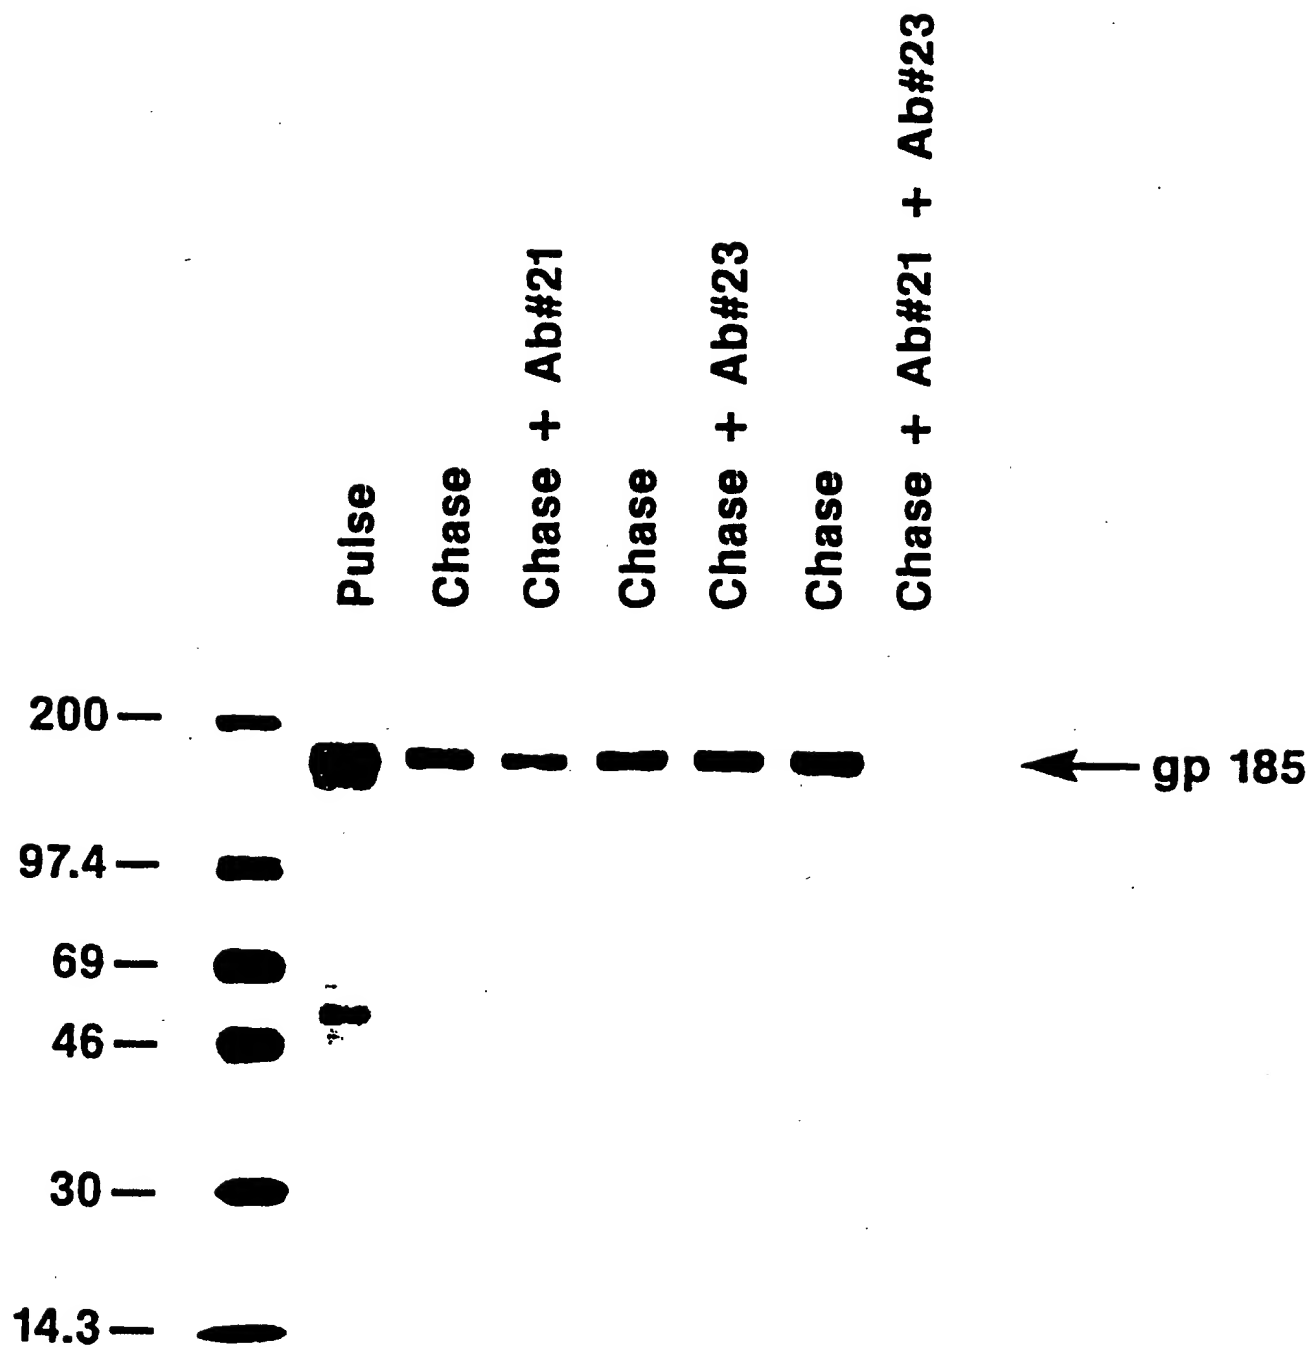 Pulse
Chase
Chase + Ab#21
Chase
Chase + Ab#23
Chase
Chase + Ab#21 + Ab#23
200
gp 185
97.4
69
46
30
14.3